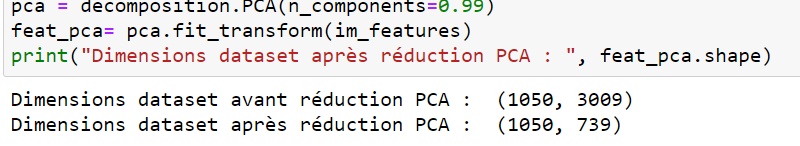 pca = decomposition.PCA(n_components=0.99)
feat_pca= pca.fit_transform(im_features)
print("Dimensions dataset après réduction PCA : ", feat_pca.shape)
Dimensions dataset avant réduction PCA :  (1050, 3009)
Dimensions dataset après réduction PCA :  (1050, 739)